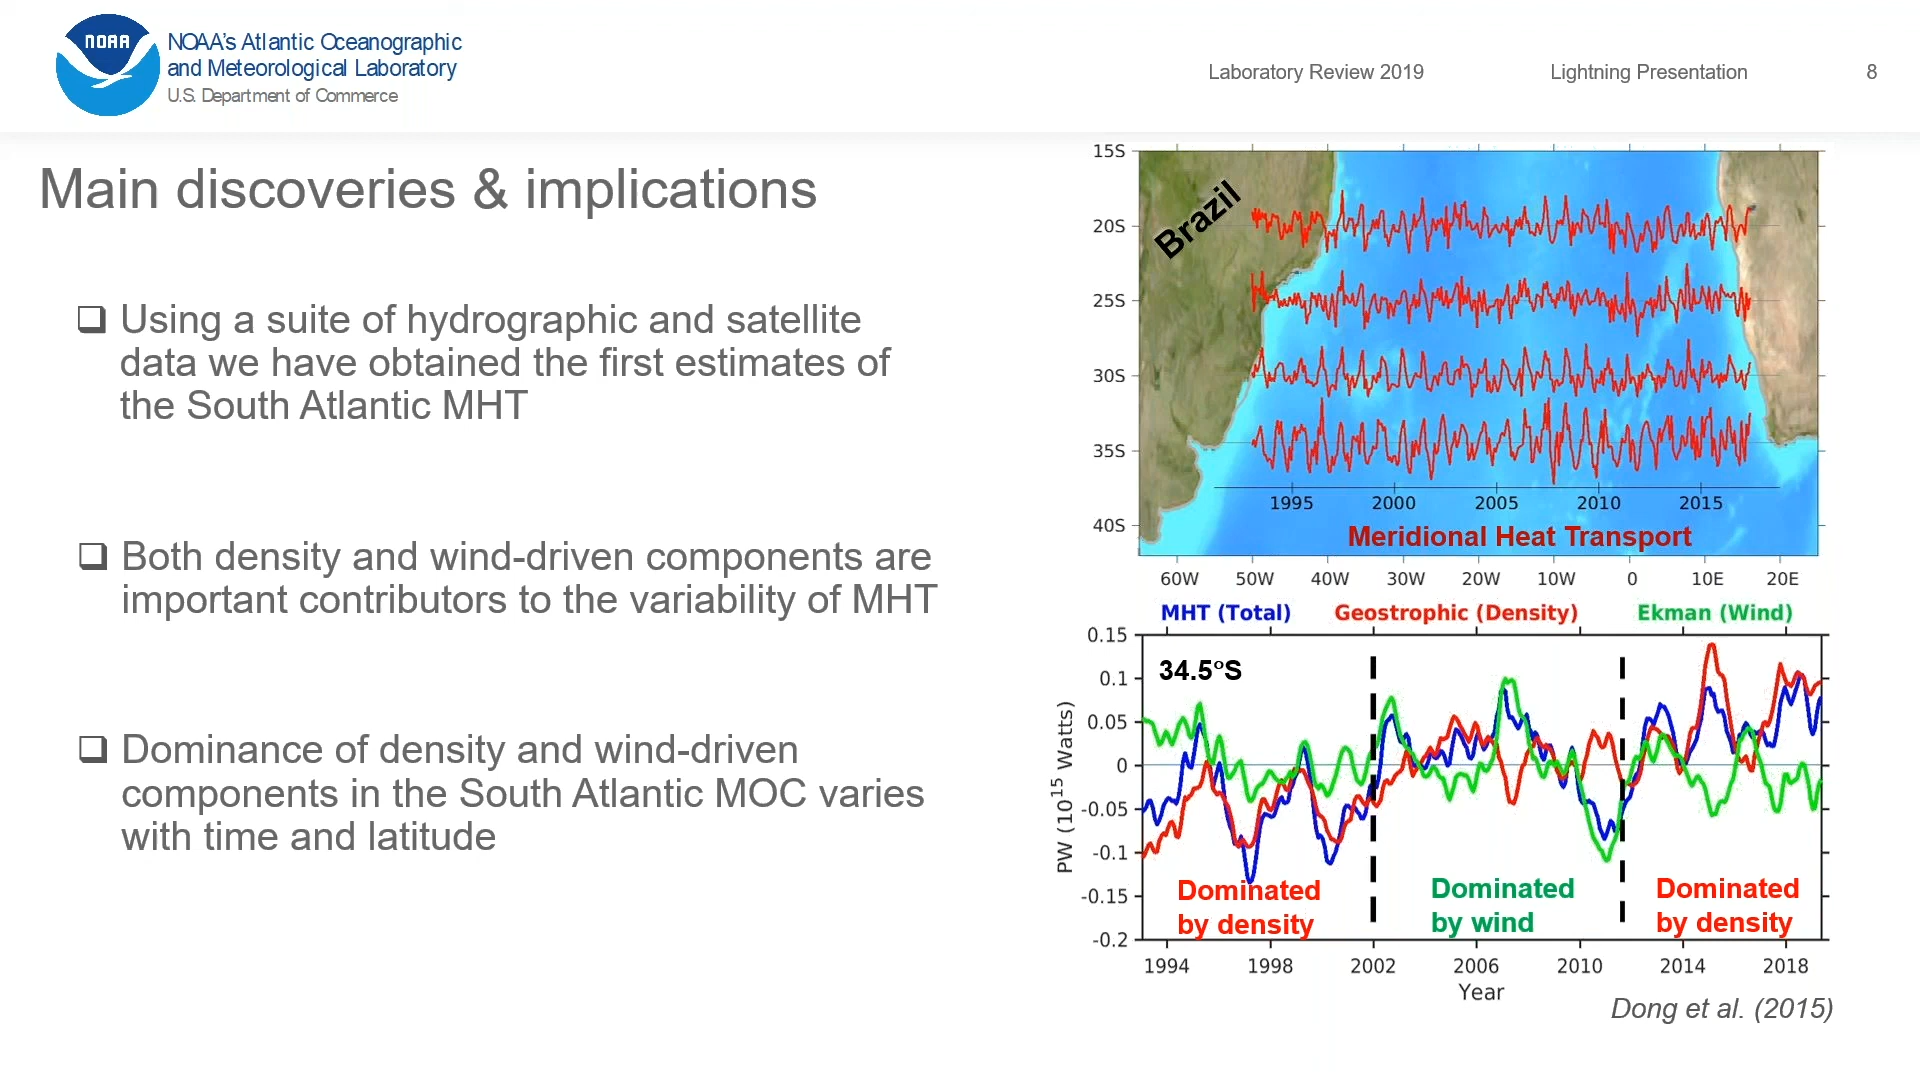 NOAA
NOAA's Atlantic Oceanographic
and Meteorological Laboratory
U.S. Department of Commerce
Laboratory Review 2019
Lightning Presentation
8
Main discoveries & implications
Using a suite of hydrographic and satellite
data we have obtained the first estimates of
the South Atlantic MHT
Both density and wind-driven components are
important contributors to the variability of MHT
Dominance of density and wind-driven
components in the South Atlantic MOC varies
with time and latitude
15S
20S
25S
30S
35S
40S
Brazil
1995 2000 2005 2010 2015
Meridional Heat Transport
60W 50W 40W 30W 20W 10W 0 10E 20E
MHT (Total) Geostrophic (Density) Ekman (Wind)
0.15
0.1
0.05
0
-0.05
-0.1
-0.15
-0.2
PW (10¹⁵ Watts)
34.5°S
Dominated
by density
Dominated
by wind
Dominated
by density
1994 1998 2002 2006 2010 2014 2018
Year
Dong et al. (2015)